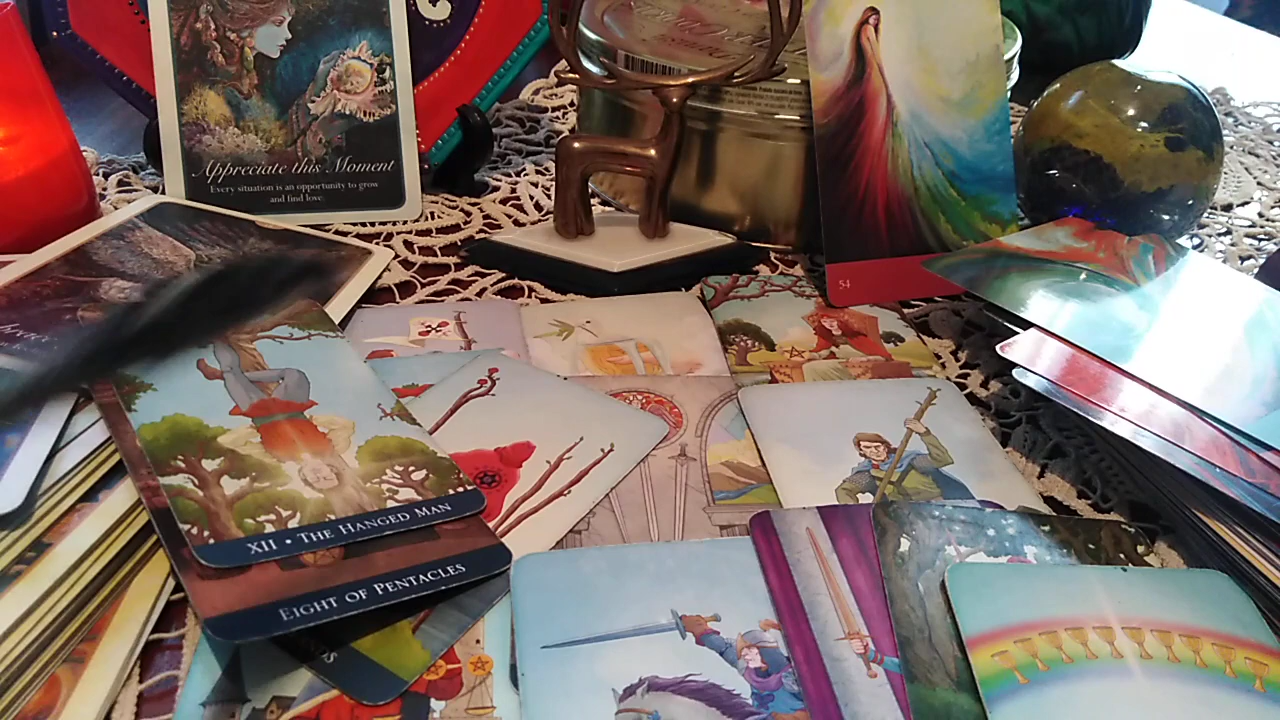 Appreciate this Moment
Every situation is an opportunity to grow
and find love.
54
XII • THE HANGED MAN
EIGHT OF PENTACLES